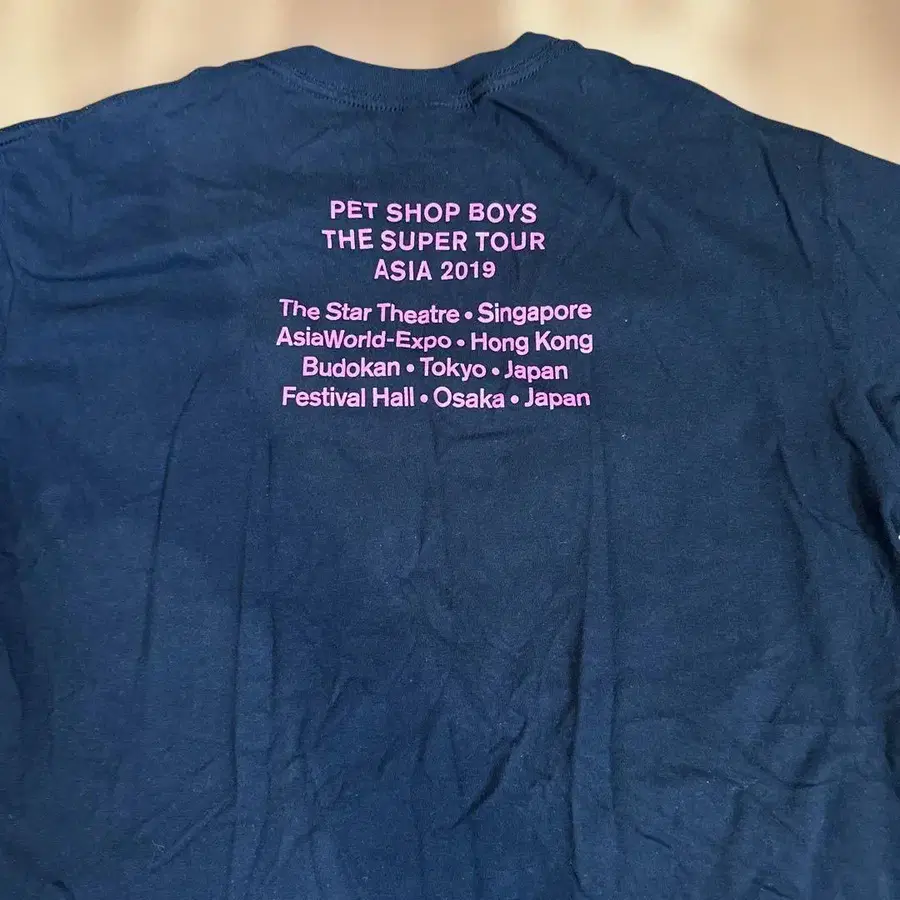 PET SHOP BOYS
THE SUPER TOUR
ASIA 2019
The Star Theatre • Singapore
AsiaWorld-Expo • Hong Kong
Budokan • Tokyo • Japan
Festival Hall • Osaka • Japan